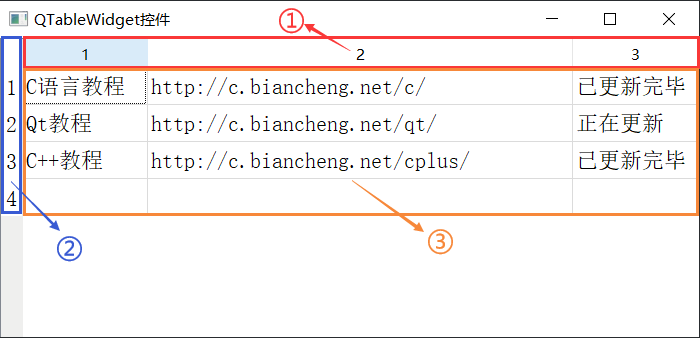 QTableWidget控件
①
1 2 3
1 C语言教程 http://c.biancheng.net/c/ 已更新完毕
2 Qt教程 http://c.biancheng.net/qt/ 正在更新
3 C++教程 http://c.biancheng.net/cplus/ 已更新完毕
4
② ③